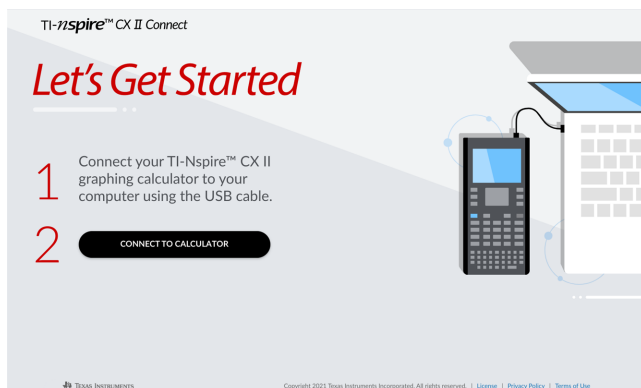 TI-nspire™ CX II Connect
Let's Get Started
1
Connect your TI-Nspire™ CX II
graphing calculator to your
computer using the USB cable.
2
CONNECT TO CALCULATOR
TEXAS INSTRUMENTS
Copyright 2021 Texas Instruments Incorporated. All rights reserved. | License | Privacy Policy | Terms of Use